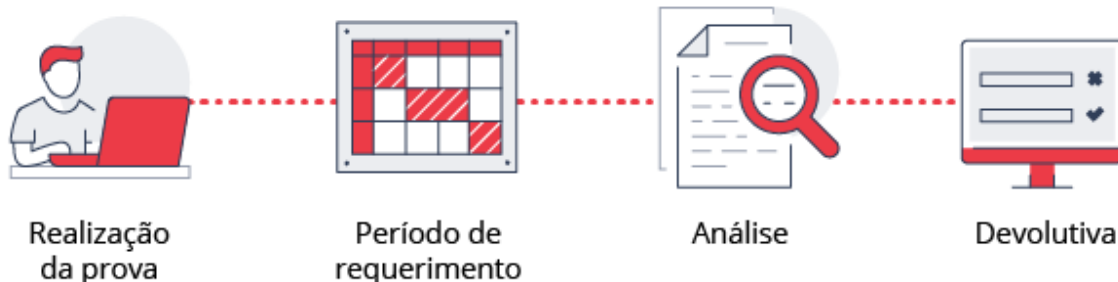 Realização
da prova
Período de
requerimento
Análise
Devolutiva